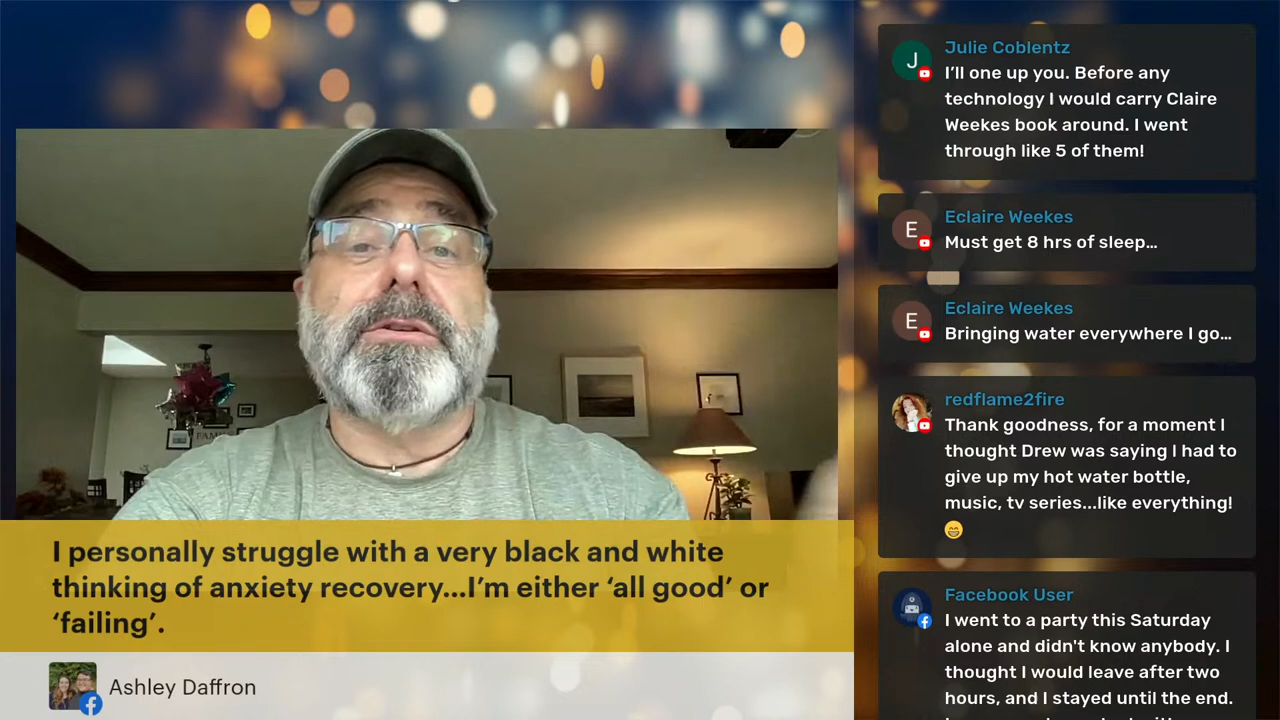 I personally struggle with a very black and white
thinking of anxiety recovery...I'm either 'all good' or
'failing'.
Ashley Daffron
FAMI
J
Julie Coblentz
I'll one up you. Before any
technology I would carry Claire
Weekes book around. I went
through like 5 of them!
E
Eclaire Weekes
Must get 8 hrs of sleep...
E
Eclaire Weekes
Bringing water everywhere I go...
redflame2fire
Thank goodness, for a moment I
thought Drew was saying I had to
give up my hot water bottle,
music, tv series...like everything!
😁
Facebook User
I went to a party this Saturday
alone and didn't know anybody. I
thought I would leave after two
hours, and I stayed until the end.